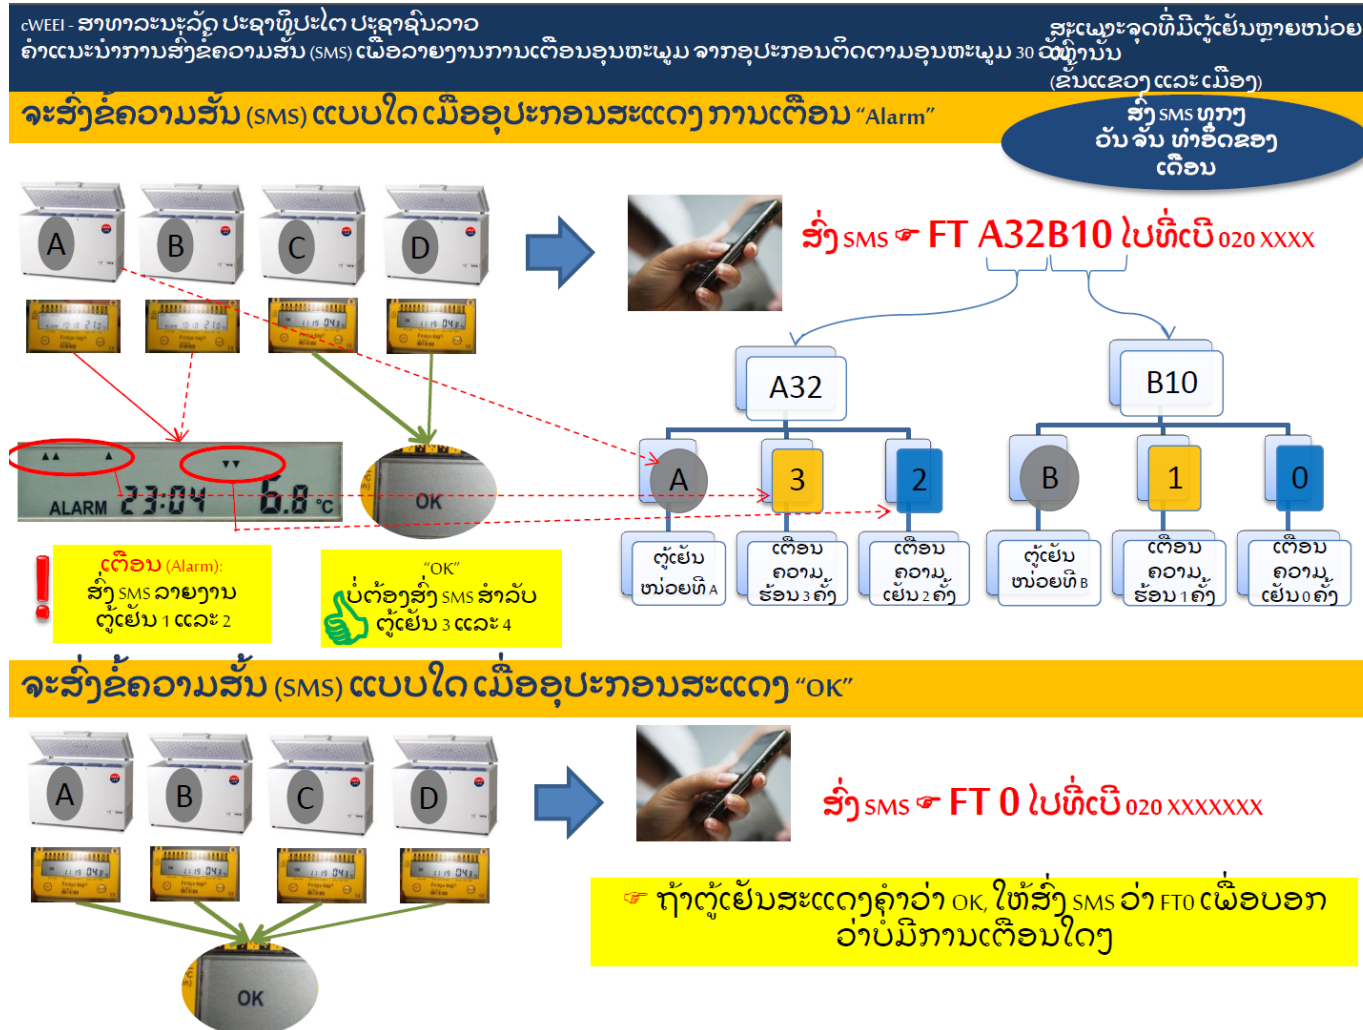 cWEEI - ສາທາລະນະລັດ ປະຊາທິປະໄຕ ປະຊາຊົນລາວ
ຄຳແນະນຳການສົ່ງຂໍ້ຄວາມສັ້ນ (SMS) ເພື່ອລາຍງານການເຕືອນອຸນຫະພູມ ຈາກອຸປະກອນຕິດຕາມອຸນຫະພູມ 30 ວັນ
ສະເພາະຈຸດທີ່ມີຕູ້ເຢັນຫຼາຍໜ່ວຍ
ເທົ່ານັ້ນ
(ຂັ້ນແຂວງ ແລະ ເມືອງ)
ຈະສົ່ງຂໍ້ຄວາມສັ້ນ (SMS) ແບບໃດ ເມື່ອອຸປະກອນສະແດງ ການເຕືອນ “Alarm”
ສົ່ງ SMS ທຸກໆ
ວັນ ຈັນ ທຳອິດຂອງ
ເດືອນ
A
B
C
D
ສົ່ງ SMS ☞ FT A32B10 ໄປທີ່ເບີ 020 XXXX
A32
B10
A
3
2
B
1
0
ALARM 23:04 6.0 °C
OK
ຕູ້ເຢັນ
ໜ່ວຍທີ A
ເຕືອນ
ຄວາມ
ຮ້ອນ 3 ຄັ້ງ
ເຕືອນ
ຄວາມ
ເຢັນ 2 ຄັ້ງ
ຕູ້ເຢັນ
ໜ່ວຍທີ B
ເຕືອນ
ຄວາມ
ຮ້ອນ 1 ຄັ້ງ
ເຕືອນ
ຄວາມ
ເຢັນ 0 ຄັ້ງ
ເຕືອນ (Alarm):
ສົ່ງ SMS ລາຍງານ
ຕູ້ເຢັນ 1 ແລະ 2
“OK”
ບໍ່ຕ້ອງສົ່ງ SMS ສຳລັບ
ຕູ້ເຢັນ 3 ແລະ 4
ຈະສົ່ງຂໍ້ຄວາມສັ້ນ (SMS) ແບບໃດ ເມື່ອອຸປະກອນສະແດງ “OK”
A
B
C
D
ສົ່ງ SMS ☞ FT 0 ໄປທີ່ເບີ 020 XXXXXXX
☞ ຖ້າຕູ້ເຢັນສະແດງຄຳວ່າ OK, ໃຫ້ສົ່ງ SMS ວ່າ FT0 ເພື່ອບອກ
ວ່າບໍ່ມີການເຕືອນໃດໆ
OK